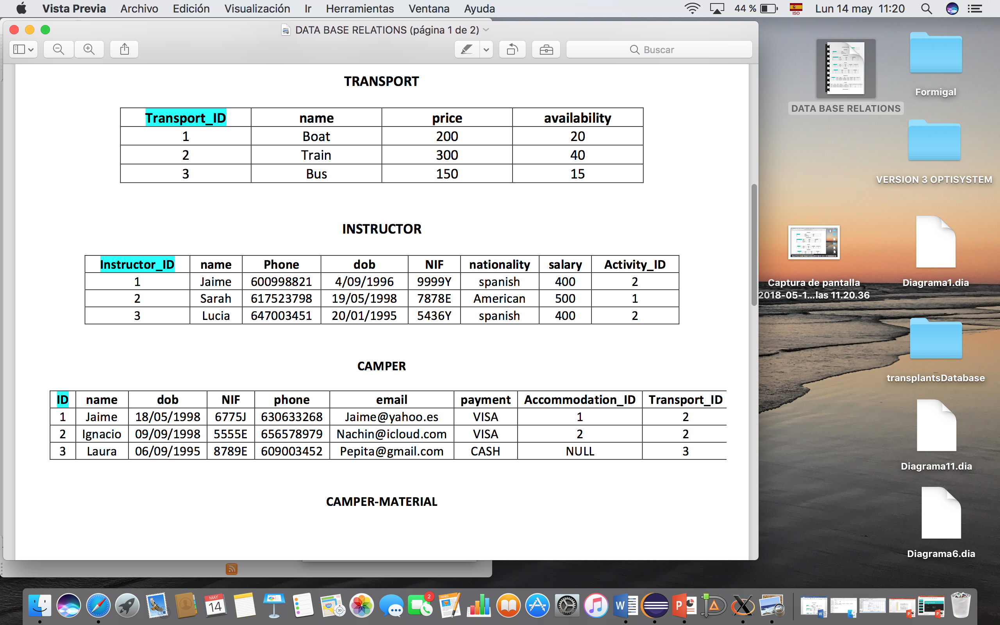 Vista Previa Archivo Edición Visualización Ir Herramientas Ventana Ayuda 44 % ISO Lun 14 may 11:20
DATA BASE RELATIONS (página 1 de 2)
Buscar
TRANSPORT
Transport_ID name price availability
1 Boat 200 20
2 Train 300 40
3 Bus 150 15
INSTRUCTOR
Instructor_ID name Phone dob NIF nationality salary Activity_ID
1 Jaime 600998821 4/09/1996 9999Y spanish 400 2
2 Sarah 617523798 19/05/1998 7878E American 500 1
3 Lucia 647003451 20/01/1995 5436Y spanish 400 2
CAMPER
ID name dob NIF phone email payment Accommodation_ID Transport_ID
1 Jaime 18/05/1998 6775J 630633268 Jaime@yahoo.es VISA 1 2
2 Ignacio 09/09/1998 5555E 656578979 Nachin@icloud.com VISA 2 2
3 Laura 06/09/1995 8789E 609003452 Pepita@gmail.com CASH NULL 3
CAMPER-MATERIAL
DATA BASE RELATIONS
Formigal
VERSION 3 OPTISYSTEM
Captura de pantalla
2018-05-1...las 11.20.36
Diagrama1.dia
transplantsDatabase
Diagrama11.dia
Diagrama6.dia
MAY
14
2
PAGES
3D
W
P